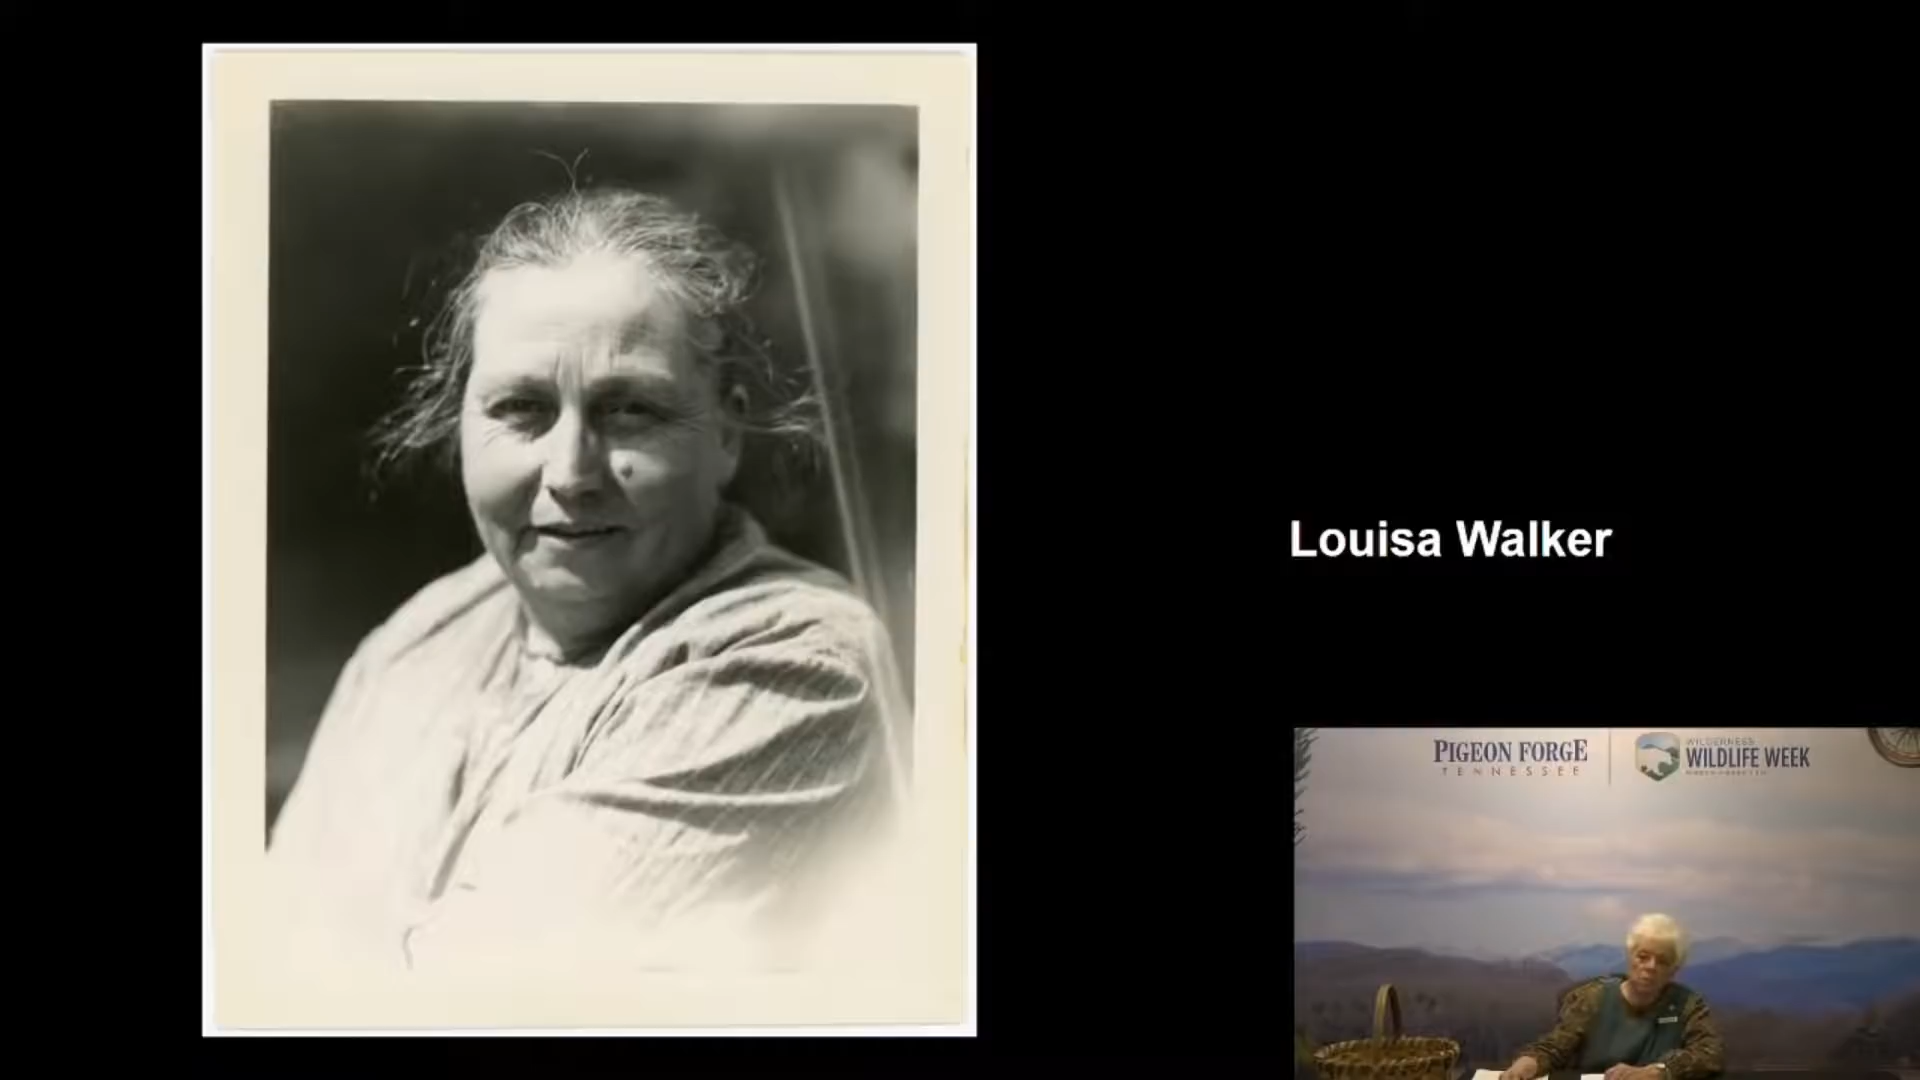 Louisa Walker
PIGEON FORGE
TENNESSEE
WILDERNESS
WILDLIFE WEEK